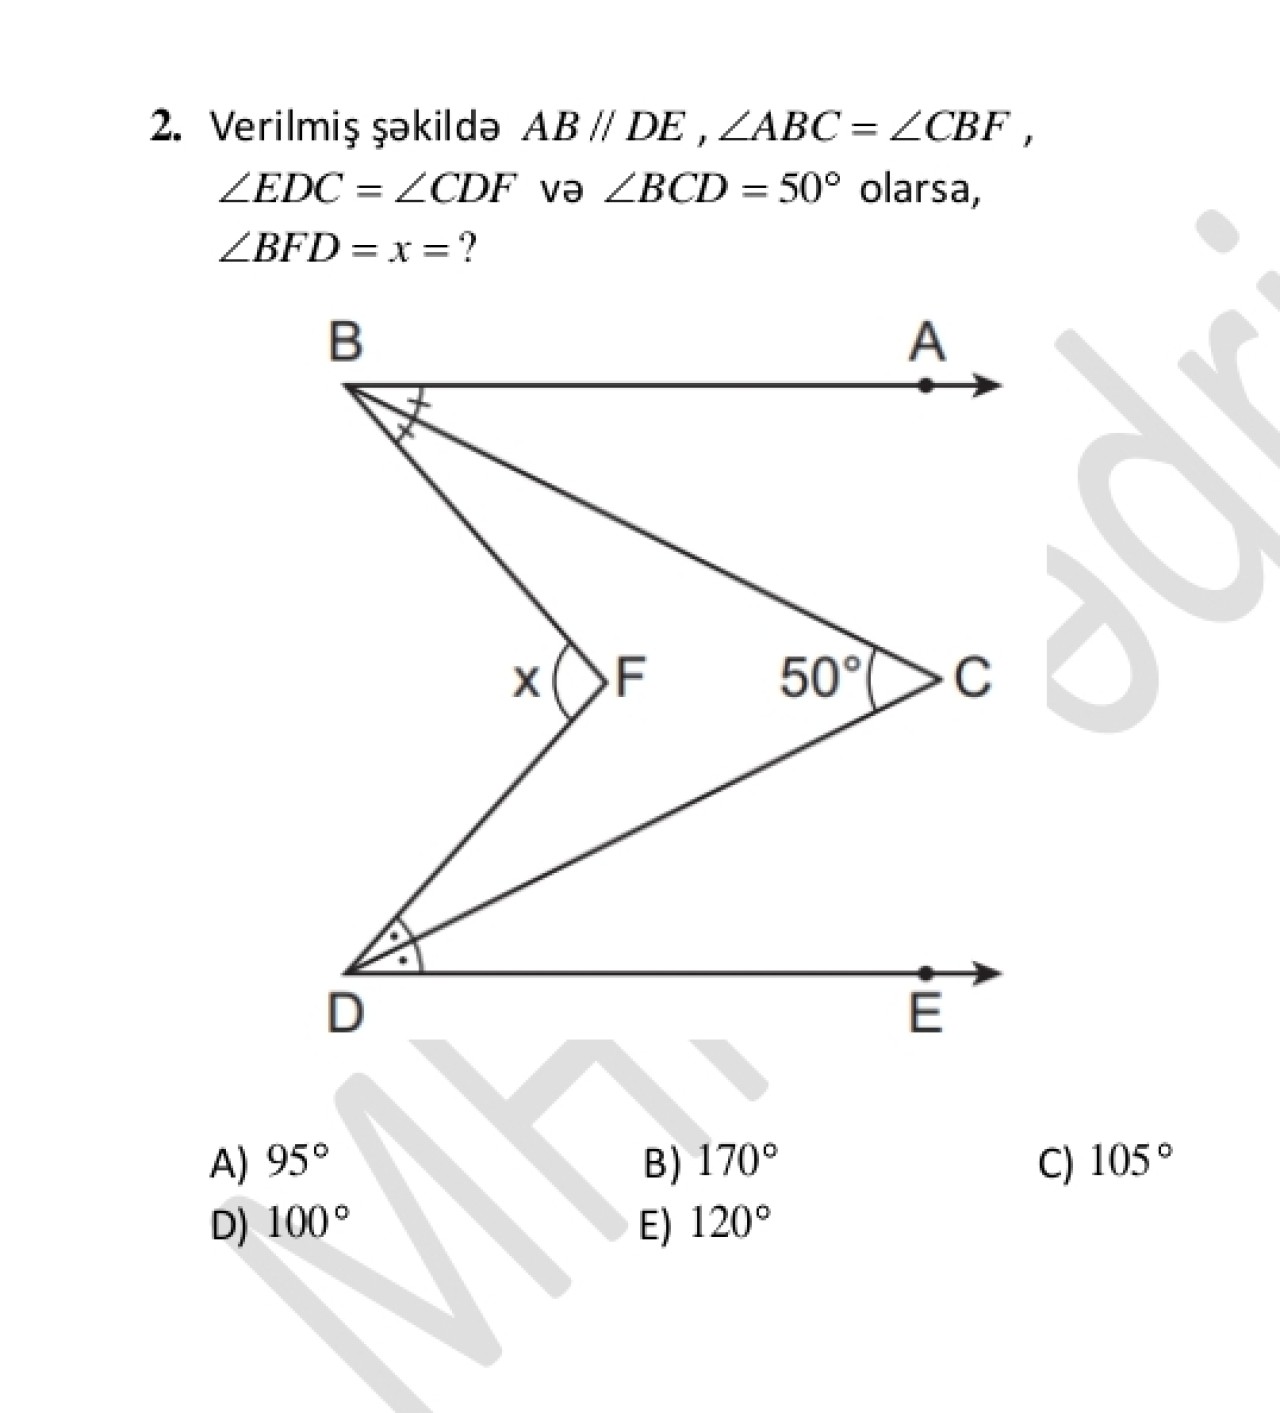 2. Verilmiş şəkildə AB // DE , ∠ABC = ∠CBF ,
∠EDC = ∠CDF və ∠BCD = 50° olarsa,
∠BFD = x = ?
B A
x F 50° C
D E
A) 95° B) 170° C) 105°
D) 100° E) 120°